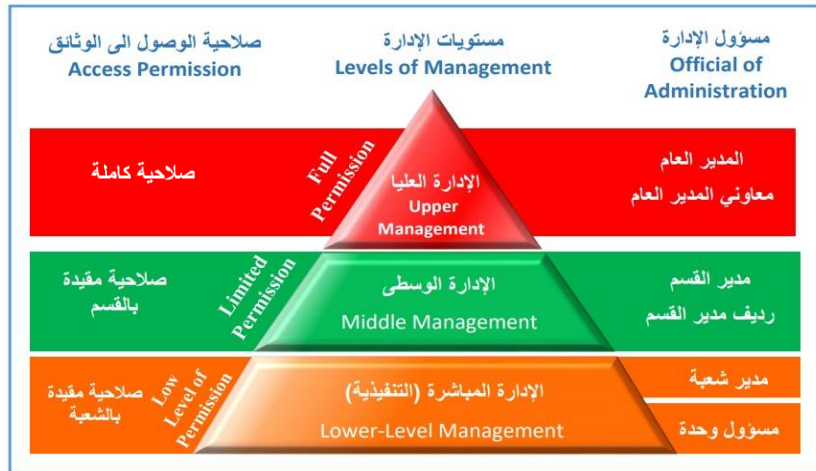 صلاحية الوصول الى الوثائق
Access Permission
مستويات الإدارة
Levels of Management
مسؤول الإدارة
Official of
Administration
صلاحية كاملة
Full
Permission
الإدارة العليا
Upper
Management
المدير العام
معاوني المدير العام
صلاحية مقيدة
بالقسم
Limited
Permission
الإدارة الوسطى
Middle Management
مدير القسم
رديف مدير القسم
صلاحية مقيدة
بالشعبة
Low
Level of
Permission
الإدارة المباشرة (التنفيذية)
Lower-Level Management
مدير شعبة
مسؤول وحدة